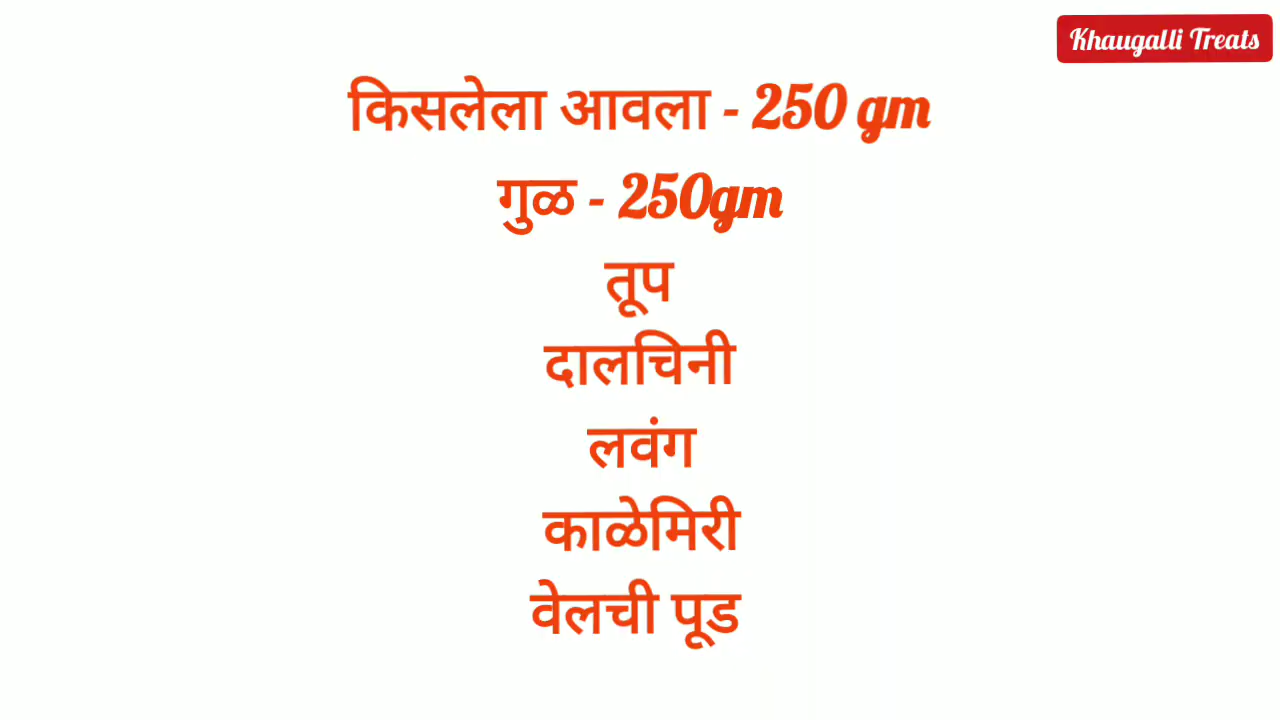 Khaugalli Treats
किसलेला आवला - 250 gm
गुळ - 250gm
तूप
दालचिनी
लवंग
काळेमिरी
वेलची पूड